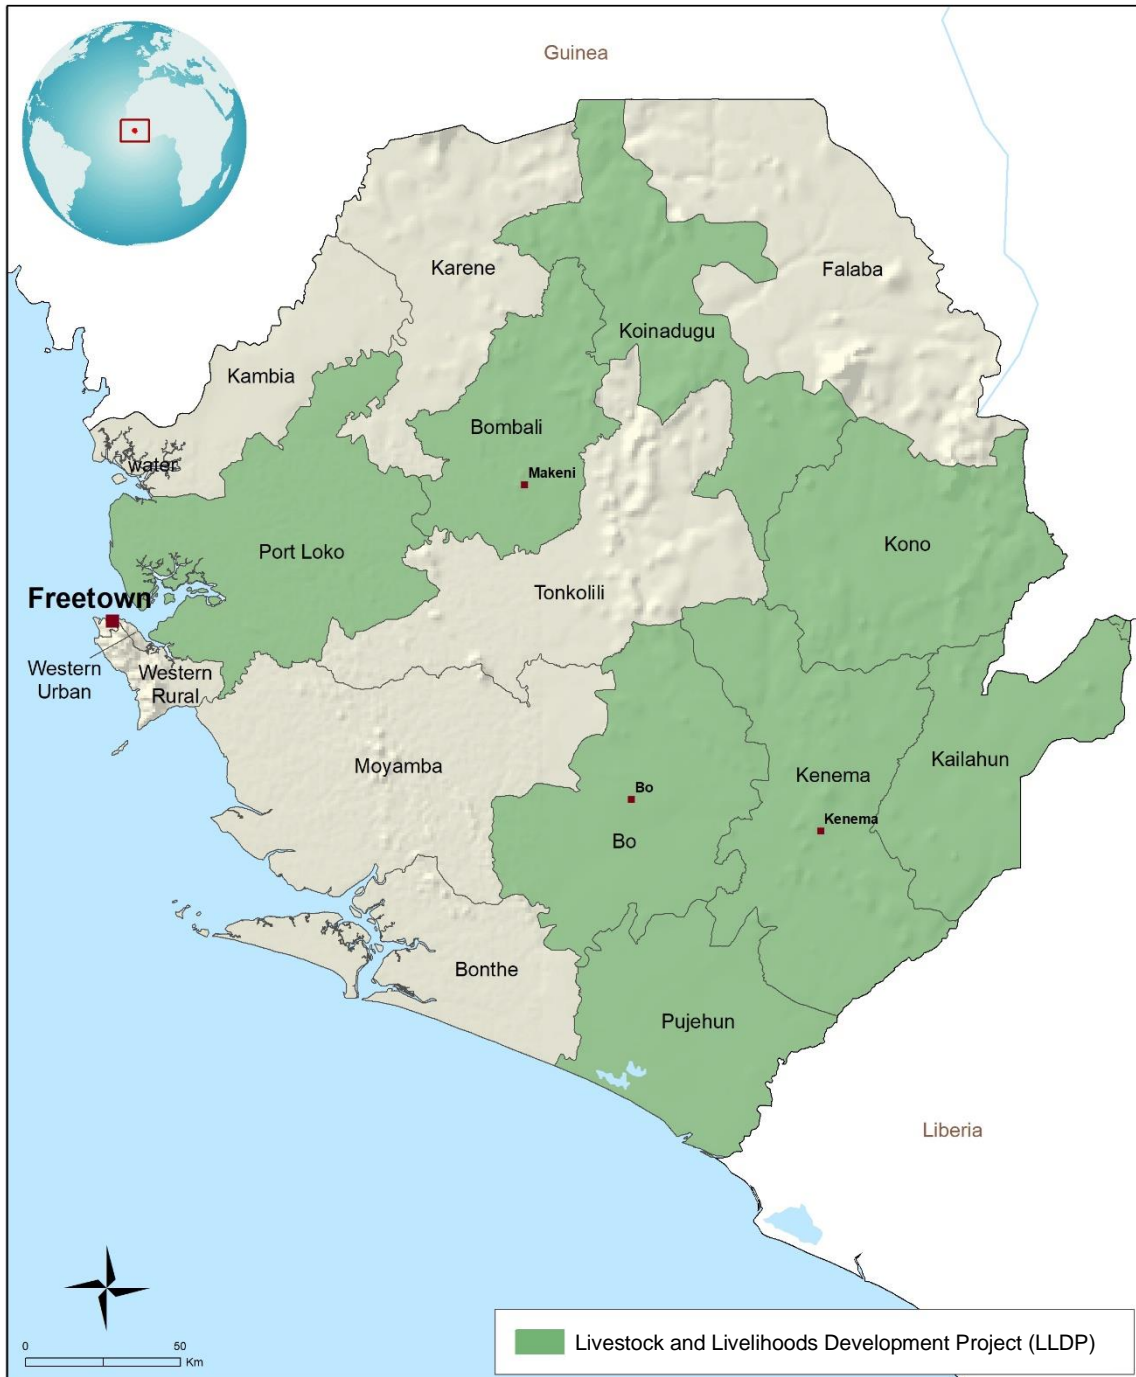 Guinea
Karene
Falaba
Koinadugu
Kambia
Bombali
water
Makeni
Kono
Port Loko
Tonkolili
Freetown
Western
Urban
Western
Rural
Moyamba
Kailahun
Kenema
Bo
Kenema
Bo
Bonthe
Pujehun
Liberia
0 50
Km
Livestock and Livelihoods Development Project (LLDP)